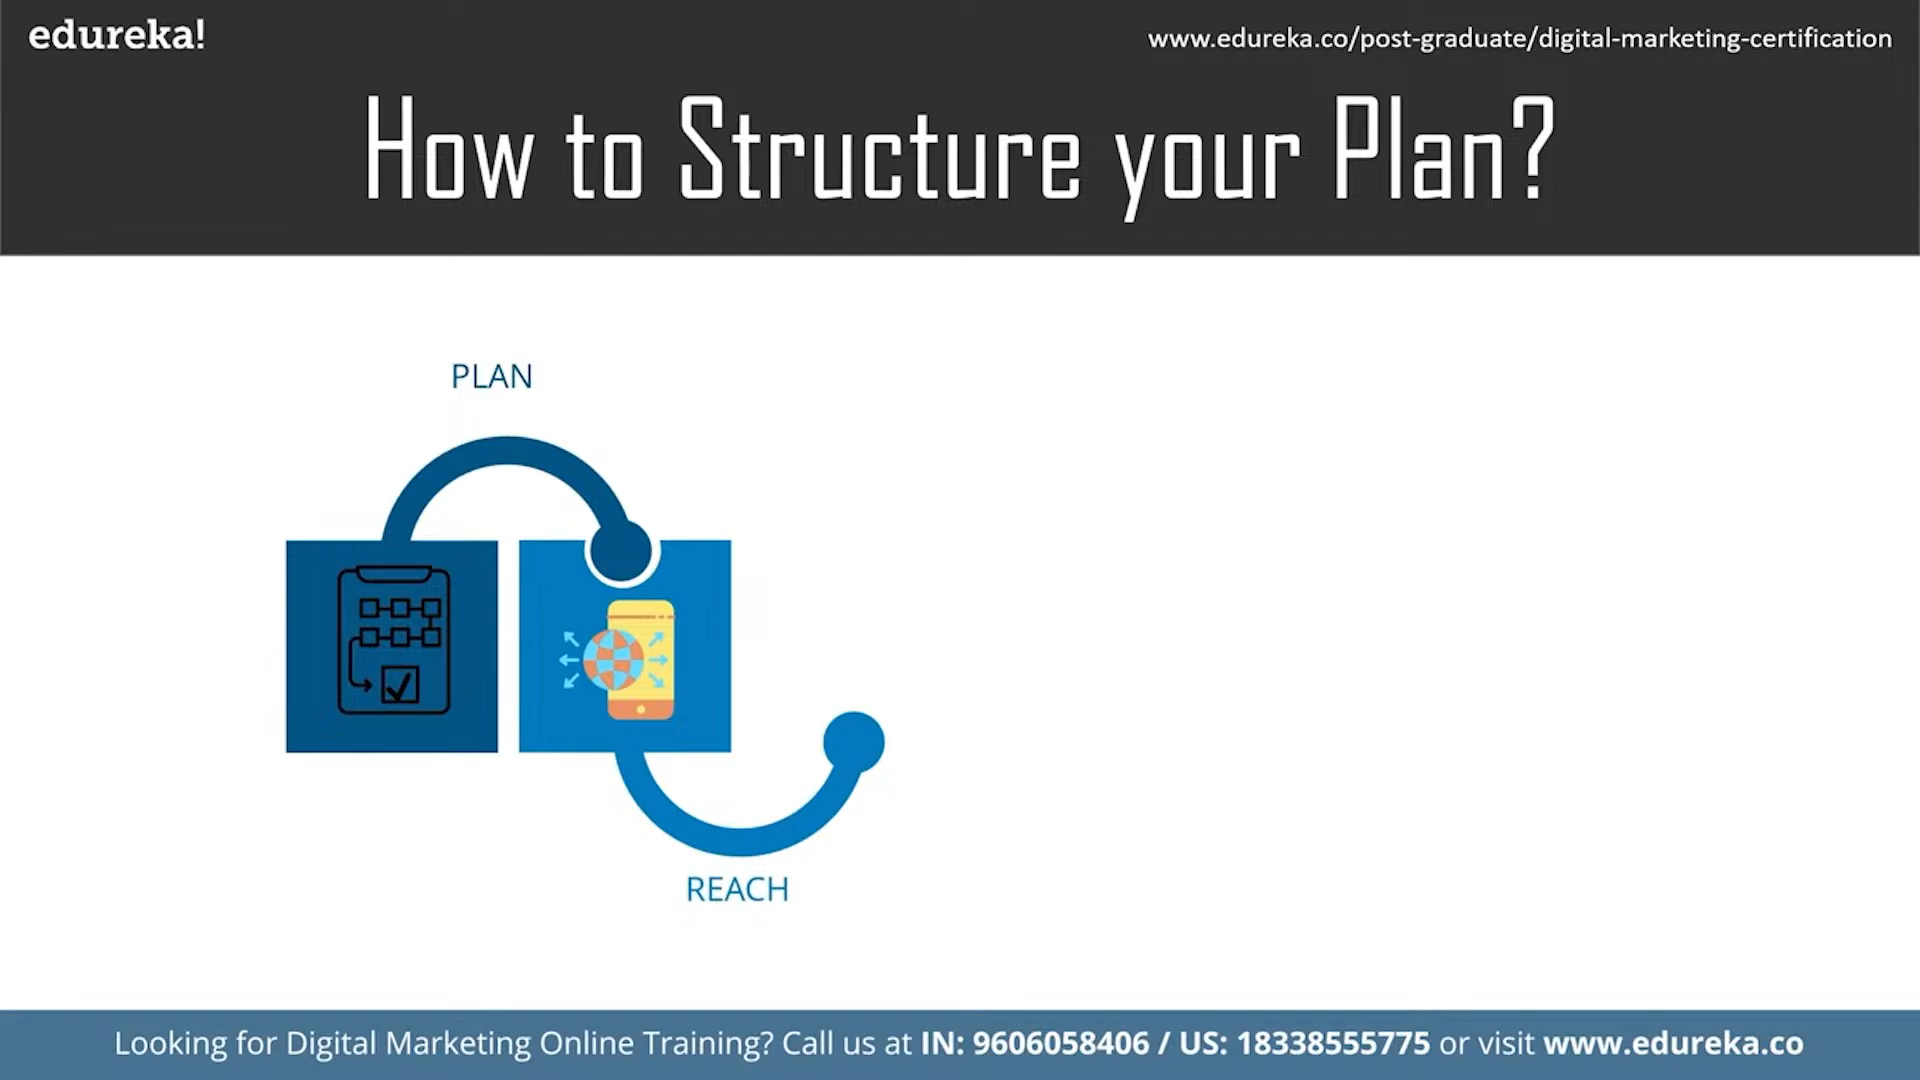 edureka!
www.edureka.co/post-graduate/digital-marketing-certification
How to Structure your Plan?
PLAN
REACH
Looking for Digital Marketing Online Training? Call us at IN: 9606058406 / US: 18338555775 or visit www.edureka.co